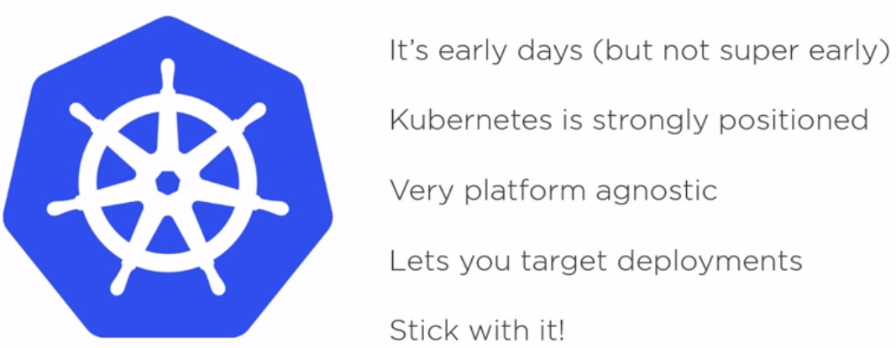 It's early days (but not super early)
Kubernetes is strongly positioned
Very platform agnostic
Lets you target deployments
Stick with it!